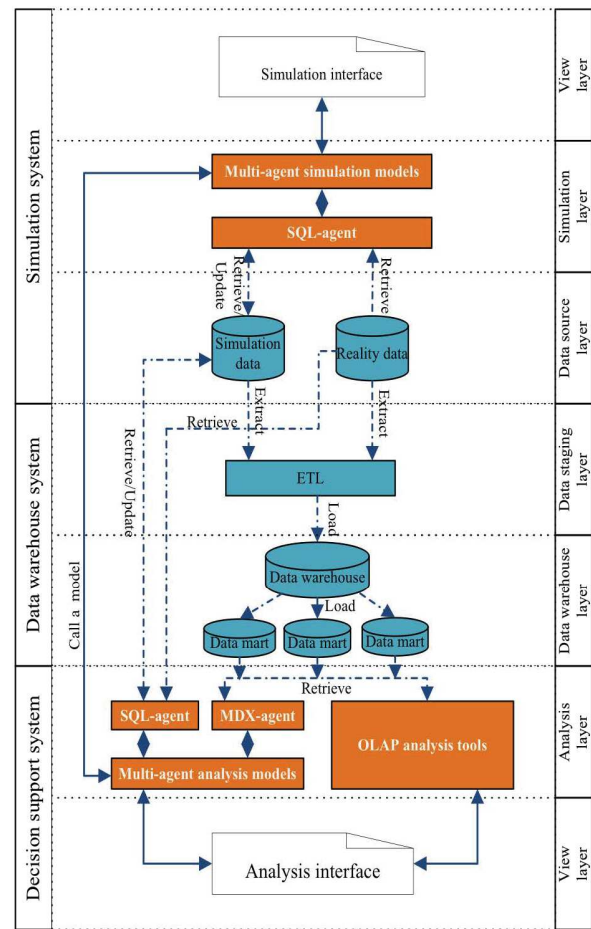 Simulation system
Data warehouse system
Decision support system
Simulation interface
View
layer
Multi-agent simulation models
SQL-agent
Simulation
layer
Retrieve/
Update
Retrieve
Simulation
data
Reality data
Data source
layer
Extract
Extract
Retrieve
Retrieve/Update
Call a model
ETL
Load
Data staging
layer
Data warehouse
Load
Data mart
Data mart
Data mart
Data warehouse
layer
Retrieve
SQL-agent
MDX-agent
OLAP analysis tools
Multi-agent analysis models
Analysis
layer
Analysis interface
View
layer